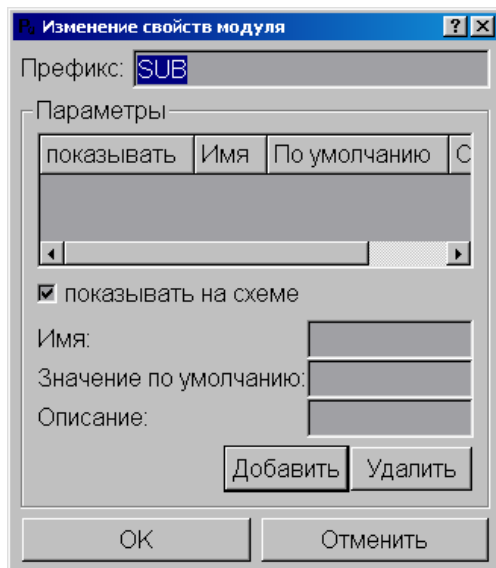 Изменение свойств модуля
Префикс: SUB
Параметры
показывать Имя По умолчанию
показывать на схеме
Имя:
Значение по умолчанию:
Описание:
Добавить Удалить
OK Отменить